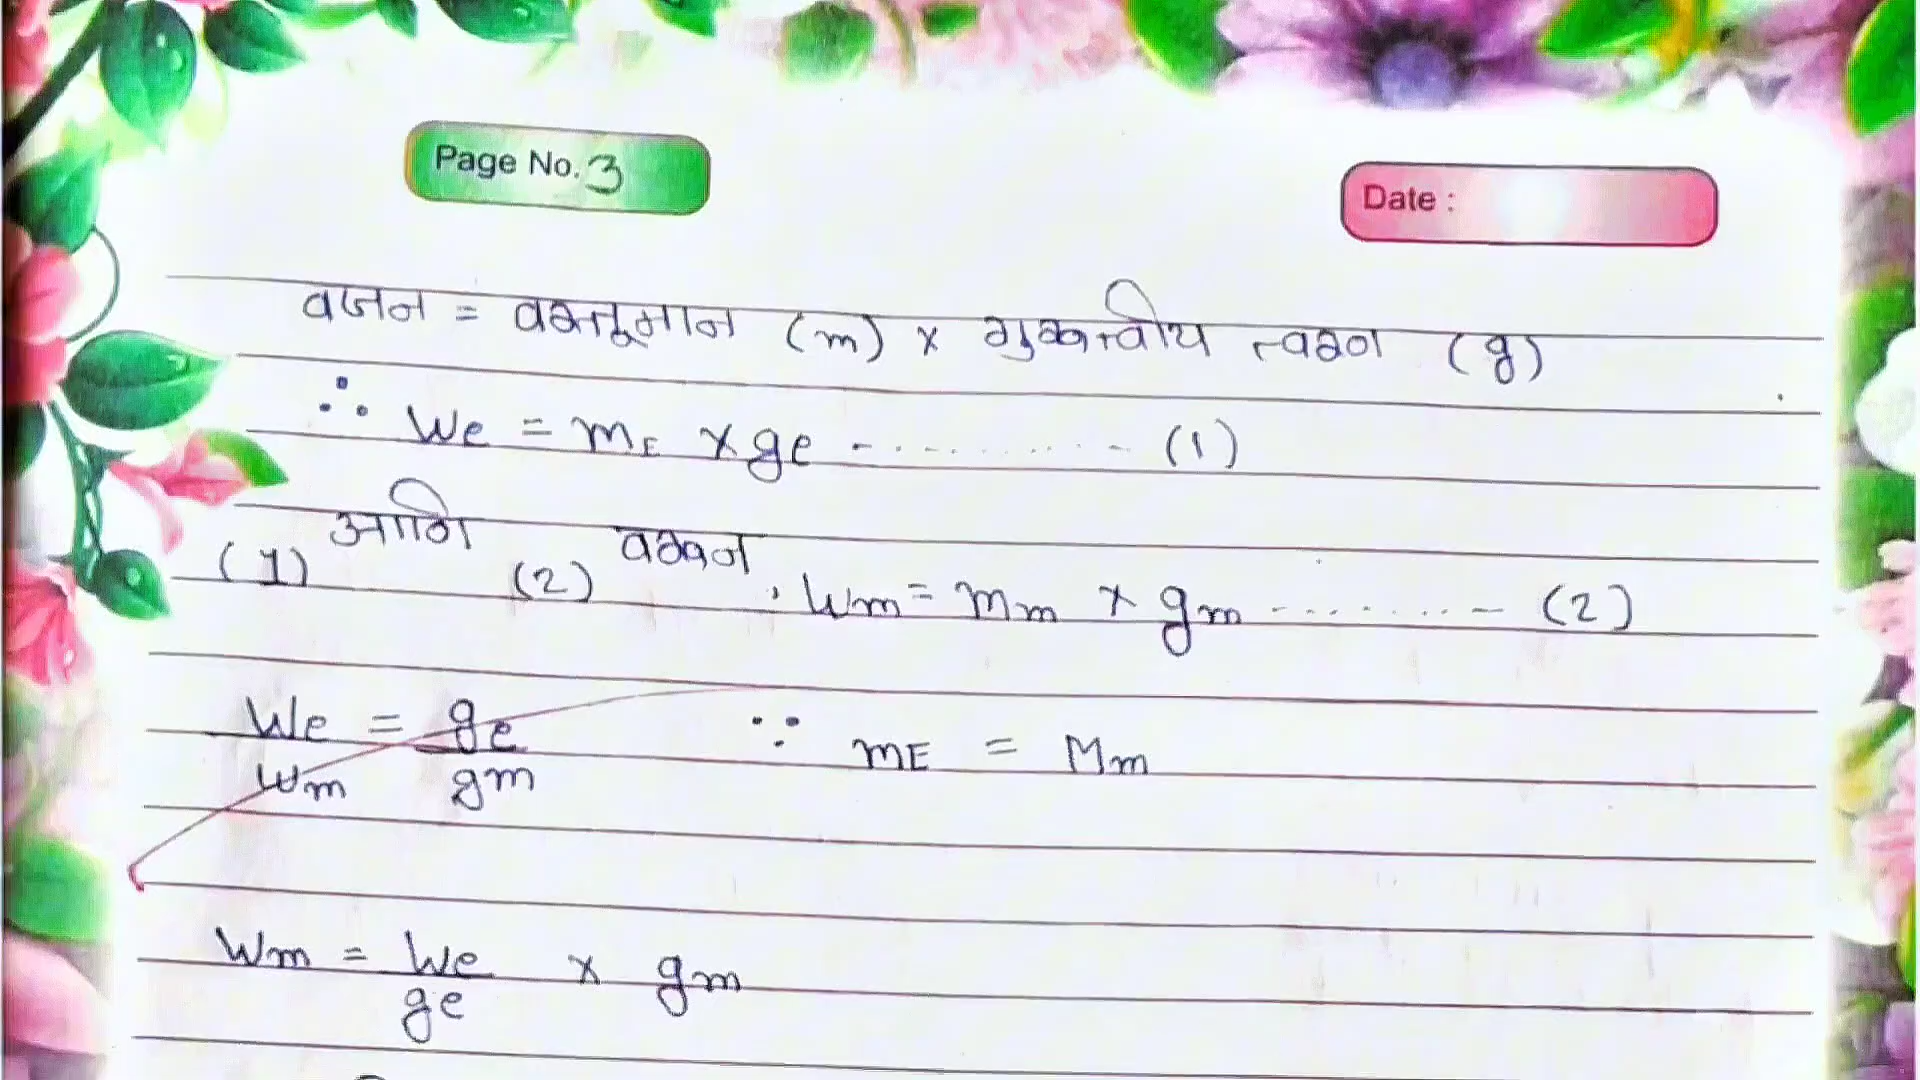 Page No. 3
Date :
वजन = वस्तूमान (m) x गुरुत्वीय त्वरण (g)
∴ We = mE x ge - - - - - - - - - (1)
(1) आणि (2) वरून, Wm = Mm x gm - - - - - - - - (2)
We = ge ∵ mE = Mm
Wm gm
Wm = We x gm
ge